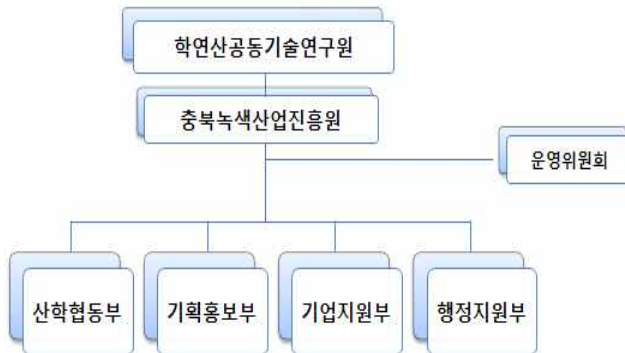 학연산공동기술연구원
충북녹색산업진흥원
운영위원회
산학협동부
기획홍보부
기업지원부
행정지원부